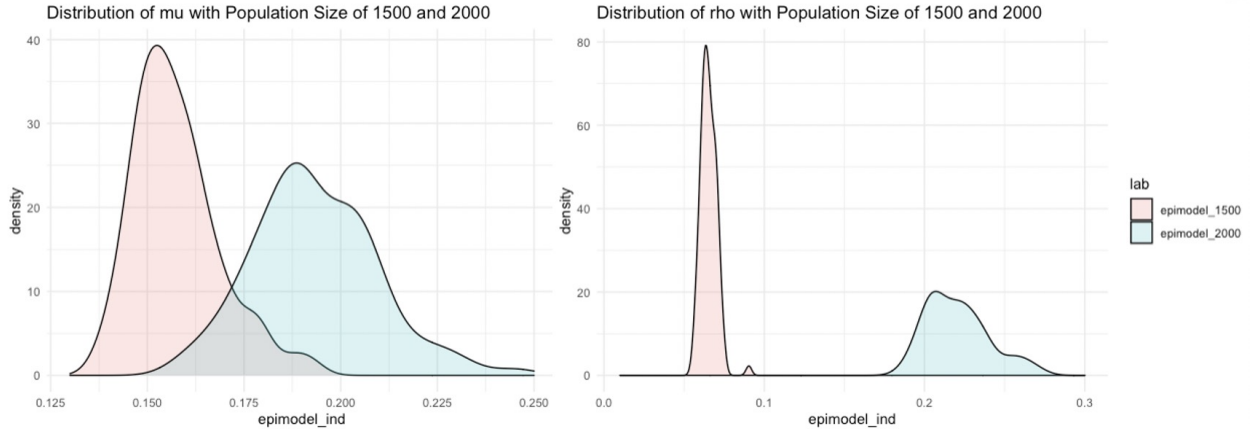 Distribution of mu with Population Size of 1500 and 2000
40
30
20
10
0
density
0.125 0.150 0.175 0.200 0.225 0.250
epimodel_ind
Distribution of rho with Population Size of 1500 and 2000
80
60
40
20
0
density
0.0 0.1 0.2 0.3
epimodel_ind
lab
epimodel_1500
epimodel_2000